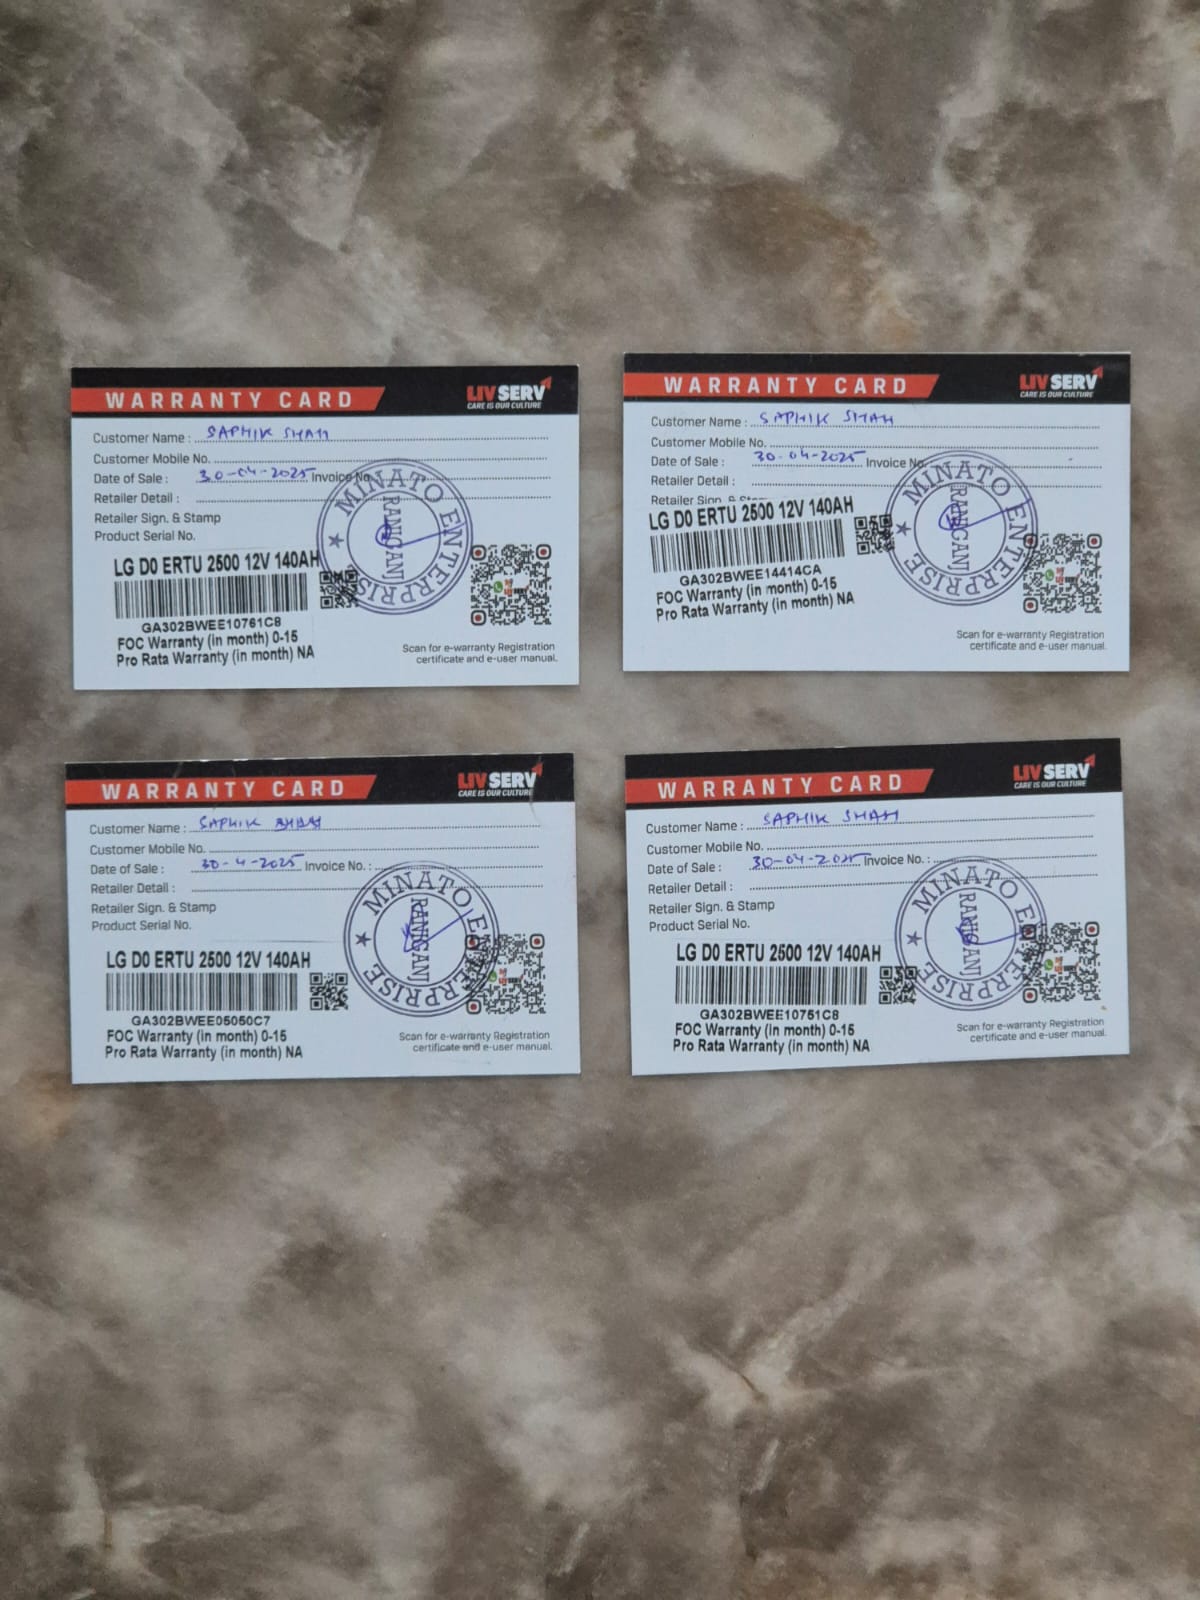 WARRANTY CARD
LIV SERV
CARE IS OUR CULTURE
Customer Name : SAPHIK SHAH
Customer Mobile No.
Date of Sale : 30-04-2025 Invoice No.
Retailer Detail :
Retailer Sign. & Stamp
Product Serial No.
LG D0 ERTU 2500 12V 140AH
GA302BWEE10761C8
FOC Warranty (in month) 0-15
Pro Rata Warranty (in month) NA
MINATO ENTERPRISE
RANIGANJ
Scan for e-warranty Registration
certificate and e-user manual.
WARRANTY CARD
LIV SERV
CARE IS OUR CULTURE
Customer Name : SAPHIK SHAH
Customer Mobile No.
Date of Sale : 30-04-2025 Invoice No.
Retailer Detail :
Retailer Sign. &
LG D0 ERTU 2500 12V 140AH
GA302BWEE14414CA
FOC Warranty (in month) 0-15
Pro Rata Warranty (in month) NA
MINATO ENTERPRISE
RANIGANJ
Scan for e-warranty Registration
certificate and e-user manual.
WARRANTY CARD
LIV SERV
CARE IS OUR CULTURE
Customer Name : SAPHIK SHAH
Customer Mobile No.
Date of Sale : 30-4-2025 Invoice No. :
Retailer Detail :
Retailer Sign. & Stamp
Product Serial No.
LG D0 ERTU 2500 12V 140AH
GA302BWEE05050C7
FOC Warranty (in month) 0-15
Pro Rata Warranty (in month) NA
MINATO ENTERPRISE
RANIGANJ
Scan for e-warranty Registration
certificate and e-user manual.
WARRANTY CARD
LIV SERV
CARE IS OUR CULTURE
Customer Name : SAPHIK SHAH
Customer Mobile No.
Date of Sale : 30-04-2025 Invoice No. :
Retailer Detail :
Retailer Sign. & Stamp
Product Serial No.
LG D0 ERTU 2500 12V 140AH
GA302BWEE10751C8
FOC Warranty (in month) 0-15
Pro Rata Warranty (in month) NA
MINATO ENTERPRISE
RANIGANJ
Scan for e-warranty Registration
certificate and e-user manual.